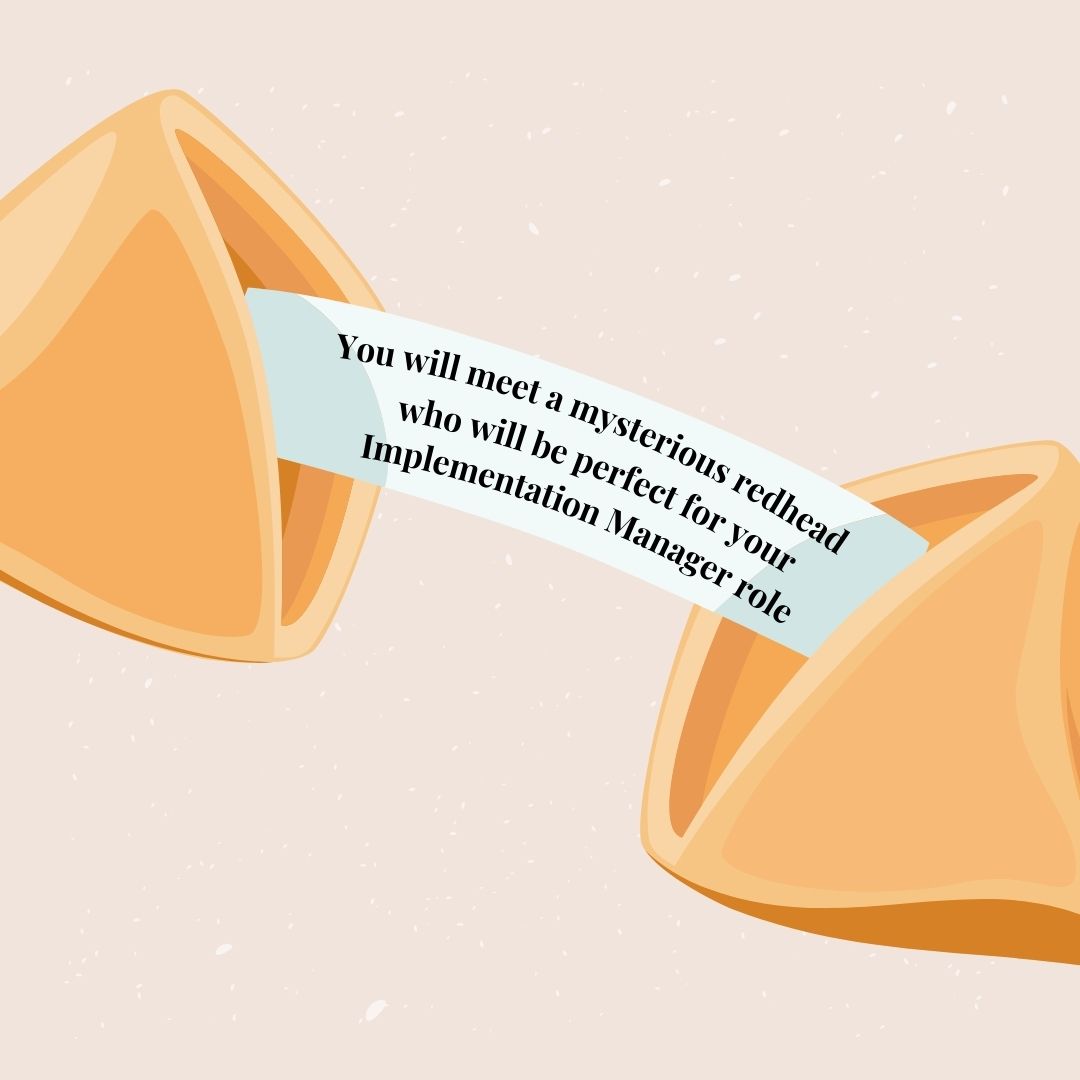 You will meet a mysterious redhead
who will be perfect for your
Implementation Manager role